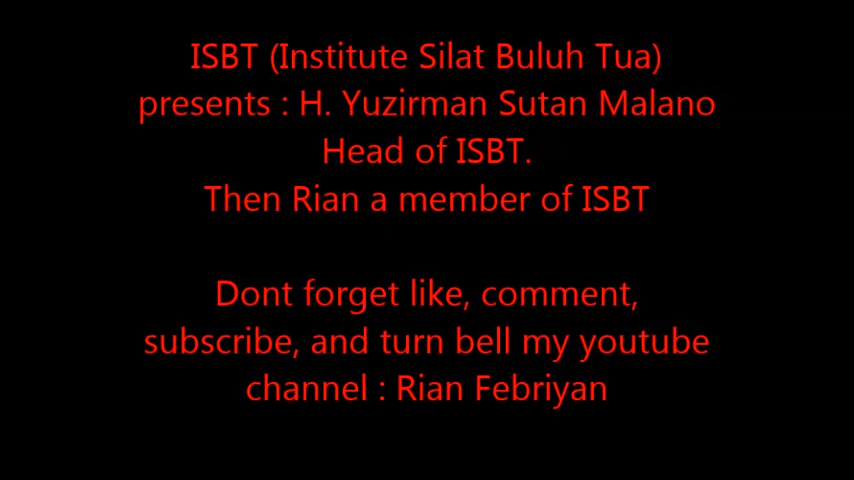 ISBT (Institute Silat Buluh Tua)
presents : H. Yuzirman Sutan Malano
Head of ISBT.
Then Rian a member of ISBT
Dont forget like, comment,
subscribe, and turn bell my youtube
channel : Rian Febriyan